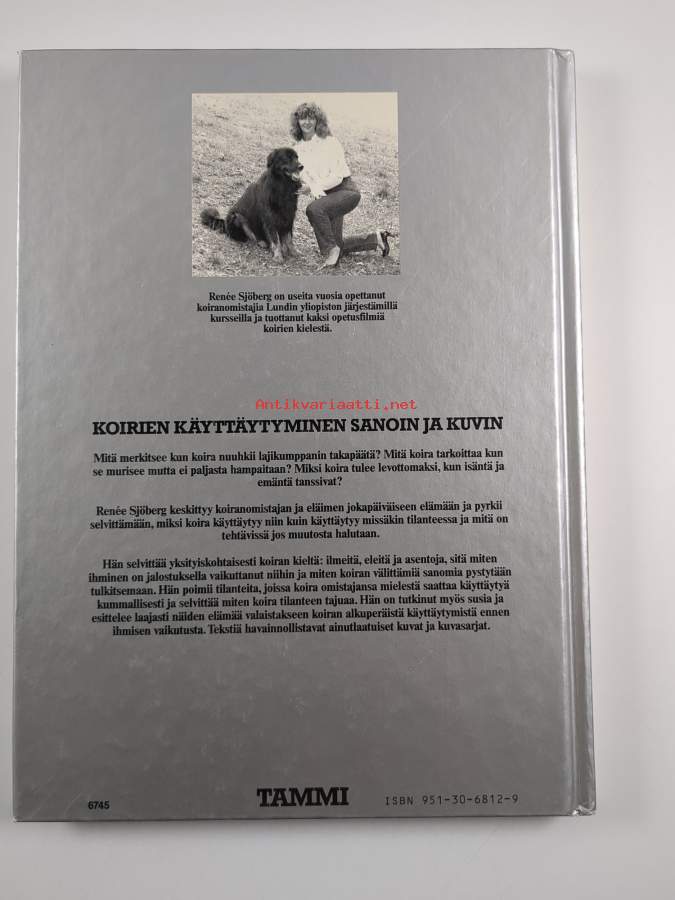 Renée Sjöberg on useita vuosia opettanut
koiranomistajia Lundin yliopiston järjestämillä
kursseilla ja tuottanut kaksi opetusfilmiä
koirien kielestä.
Antikvariaatti.net
KOIRIEN KÄYTTÄYTYMINEN SANOIN JA KUVIN
Mitä merkitsee kun koira nuuhkii lajikumppanin takapäätä? Mitä koira tarkoittaa kun
se murisee mutta ei paljasta hampaitaan? Miksi koira tulee levottomaksi, kun isäntä ja
emäntä tanssivat?
Renée Sjöberg keskittyy koiranomistajan ja eläimen jokapäiväiseen elämään ja pyrkii
selvittämään, miksi koira käyttäytyy niin kuin käyttäytyy missäkin tilanteessa ja mitä on
tehtävissä jos muutosta halutaan.
Hän selvittää yksityiskohtaisesti koiran kieltä: ilmeitä, eleitä ja asentoja, sitä miten
ihminen on jalostuksella vaikuttanut niihin ja miten koiran välittämiä sanomia pystytään
tulkitsemaan. Hän poimii tilanteita, joissa koira omistajansa mielestä saattaa käyttäytyä
kummallisesti ja selvittää miten koira tilanteen tajuaa. Hän on tutkinut myös susia ja
esittelee laajasti näiden elämää valaistakseen koiran alkuperäistä käyttäytymistä ennen
ihmisen vaikutusta. Tekstiä havainnollistavat ainutlaatuiset kuvat ja kuvasarjat.
6745
TAMMI
ISBN 951-30-6812-9